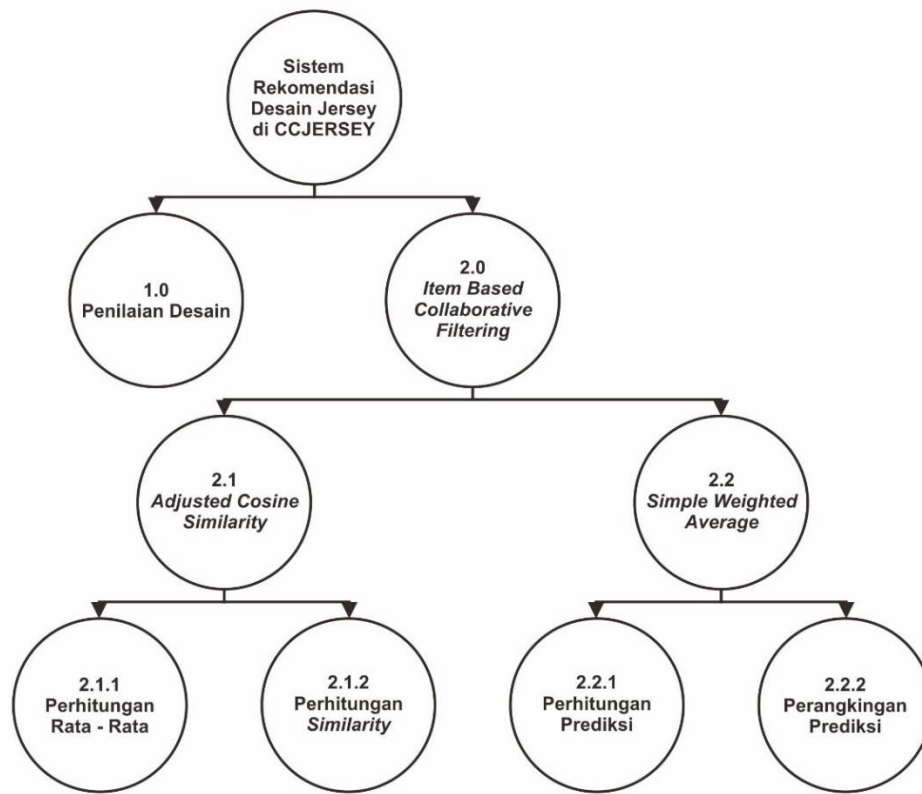 Sistem
Rekomendasi
Desain Jersey
di CCJERSEY
1.0
Penilaian Desain
2.0
Item Based
Collaborative
Filtering
2.1
Adjusted Cosine
Similarity
2.2
Simple Weighted
Average
2.1.1
Perhitungan
Rata - Rata
2.1.2
Perhitungan
Similarity
2.2.1
Perhitungan
Prediksi
2.2.2
Perangkingan
Prediksi